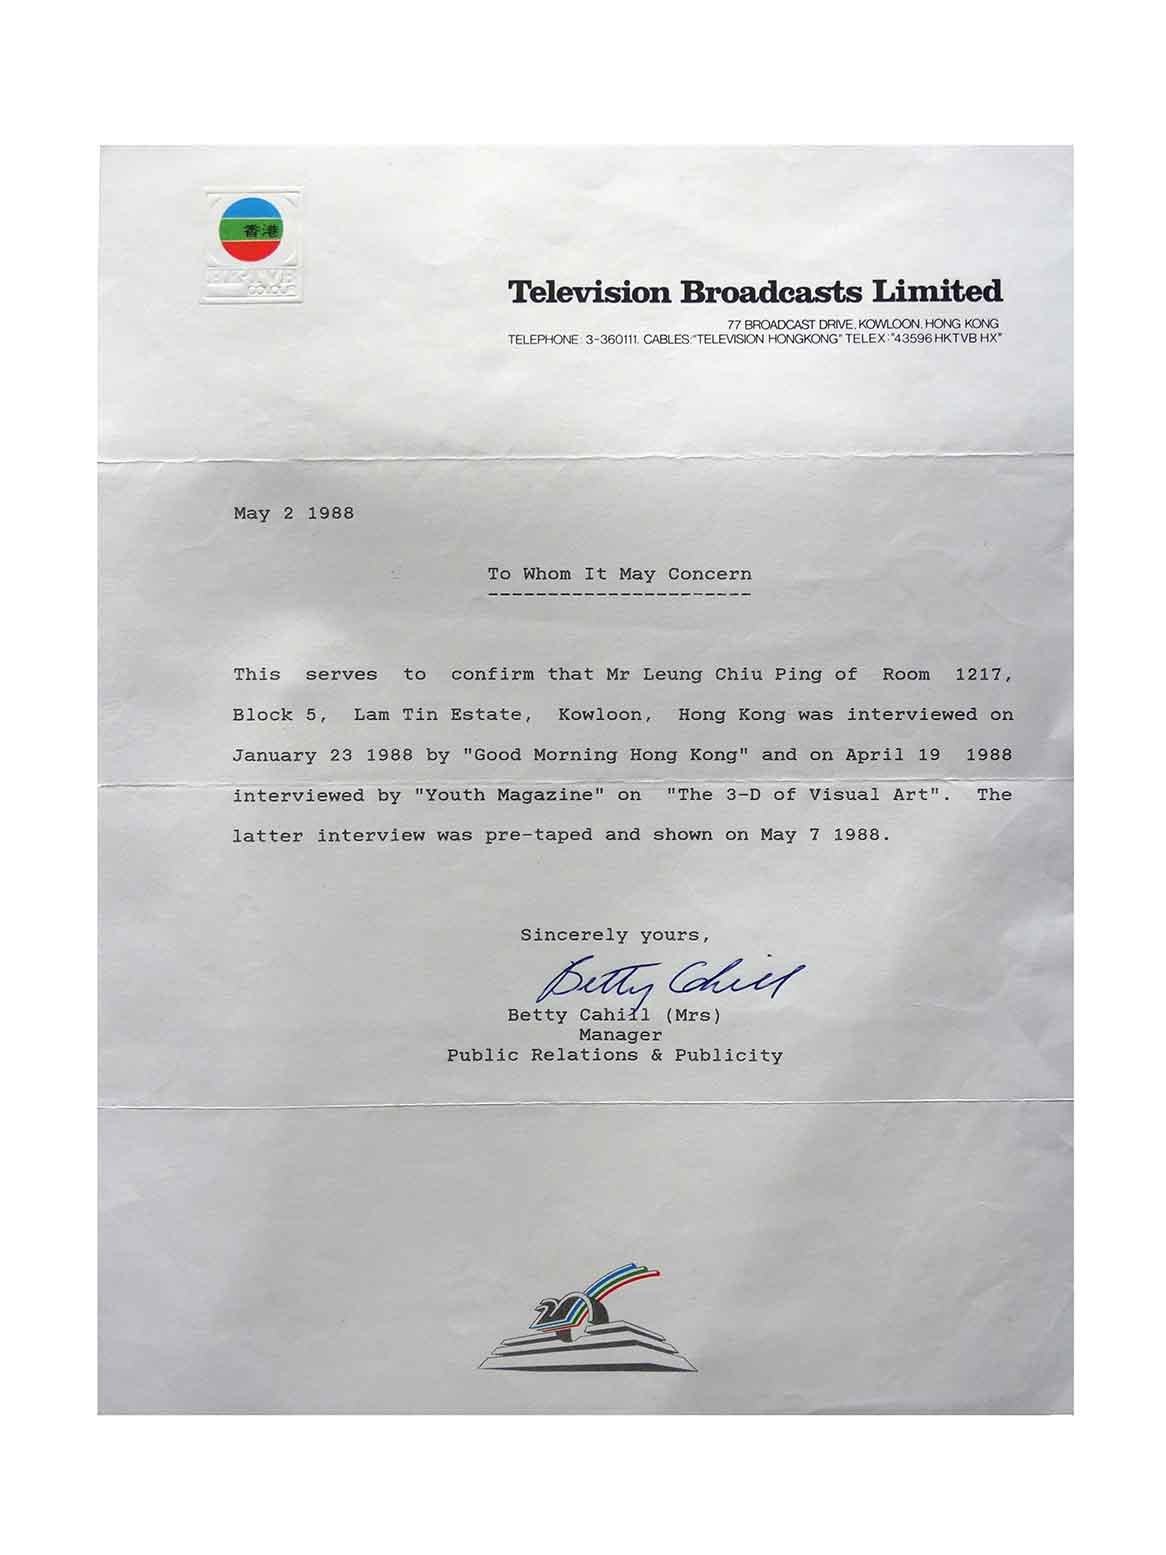 香港
HK-TVB
COLOUR
Television Broadcasts Limited
77 BROADCAST DRIVE, KOWLOON, HONG KONG
TELEPHONE: 3-360111. CABLES:"TELEVISION HONGKONG" TELEX:"43596 HKTVB HX"
May 2 1988
To Whom It May Concern
This serves to confirm that Mr Leung Chiu Ping of Room 1217,
Block 5, Lam Tin Estate, Kowloon, Hong Kong was interviewed on
January 23 1988 by "Good Morning Hong Kong" and on April 19 1988
interviewed by "Youth Magazine" on "The 3-D of Visual Art". The
latter interview was pre-taped and shown on May 7 1988.
Sincerely yours,
Betty Cahill
Betty Cahill (Mrs)
Manager
Public Relations & Publicity
20